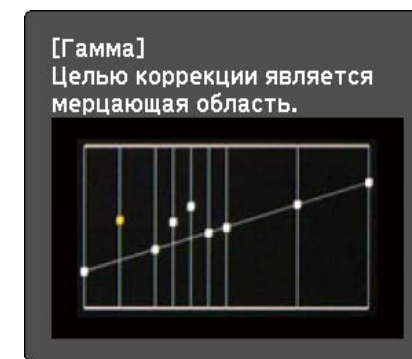 [Гамма]
Целью коррекции является
мерцающая область.